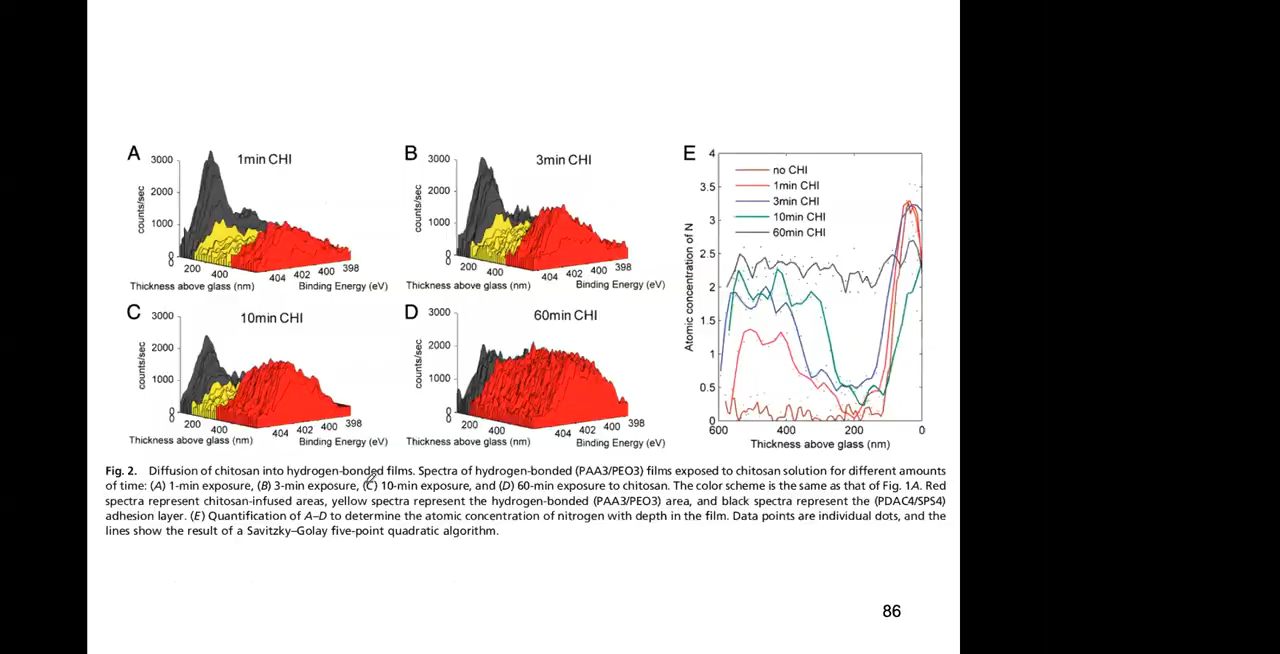 A
1min CHI
3000
2000
1000
0
0
200
400
404 402 400 398
counts/sec
Thickness above glass (nm)
Binding Energy (eV)
B
3min CHI
3000
2000
1000
0
0
200
400
404 402 400 398
counts/sec
Thickness above glass (nm)
Binding Energy (eV)
C
10min CHI
3000
2000
1000
0
0
200
400
404 402 400 398
counts/sec
Thickness above glass (nm)
Binding Energy (eV)
D
60min CHI
3000
2000
1000
0
0
200
400
404 402 400 398
counts/sec
Thickness above glass (nm)
Binding Energy (eV)
E
4
3.5
3
2.5
2
1.5
1
0.5
0
no CHI
1min CHI
3min CHI
10min CHI
60min CHI
Atomic concentration of N
600 400 200 0
Thickness above glass (nm)
Fig. 2. Diffusion of chitosan into hydrogen-bonded films. Spectra of hydrogen-bonded (PAA3/PEO3) films exposed to chitosan solution for different amounts
of time: (A) 1-min exposure, (B) 3-min exposure, (C) 10-min exposure, and (D) 60-min exposure to chitosan. The color scheme is the same as that of Fig. 1A. Red
spectra represent chitosan-infused areas, yellow spectra represent the hydrogen-bonded (PAA3/PEO3) area, and black spectra represent the (PDAC4/SPS4)
adhesion layer. (E) Quantification of A–D to determine the atomic concentration of nitrogen with depth in the film. Data points are individual dots, and the
lines show the result of a Savitzky–Golay five-point quadratic algorithm.
86